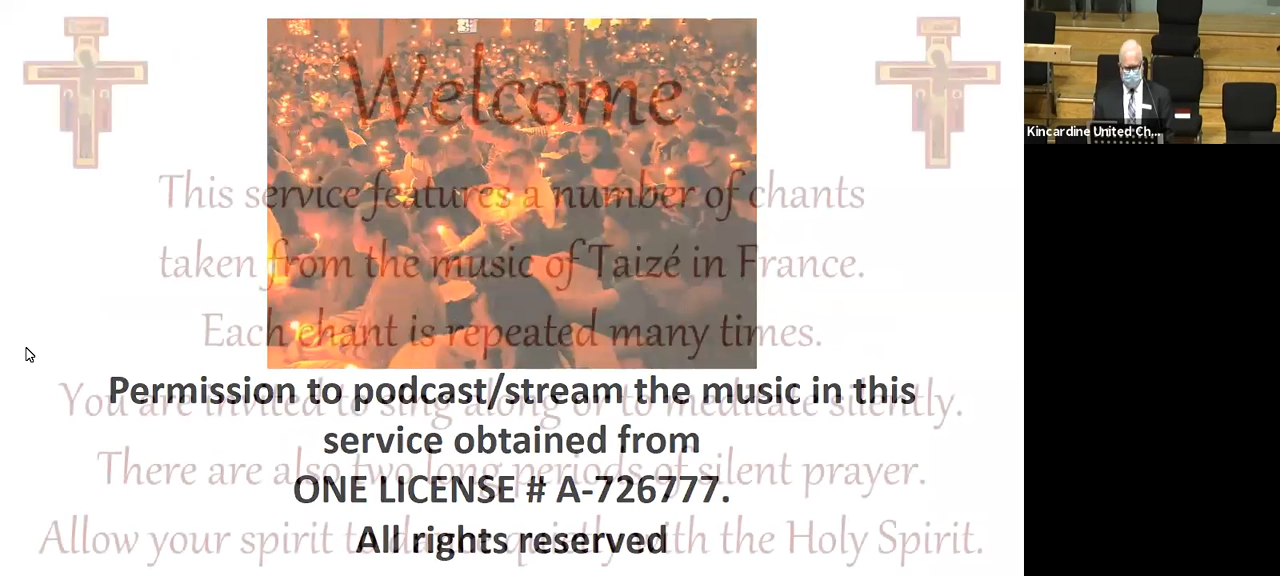 Welcome
This service features a number of chants
taken from the music of Taizé in France.
Each chant is repeated many times.
You are invited to sing along or to meditate silently.
There are also two long periods of silent prayer.
Allow your spirit to dance quietly with the Holy Spirit.
Permission to podcast/stream the music in this
service obtained from
ONE LICENSE # A-726777.
All rights reserved
Kincardine United Ch...